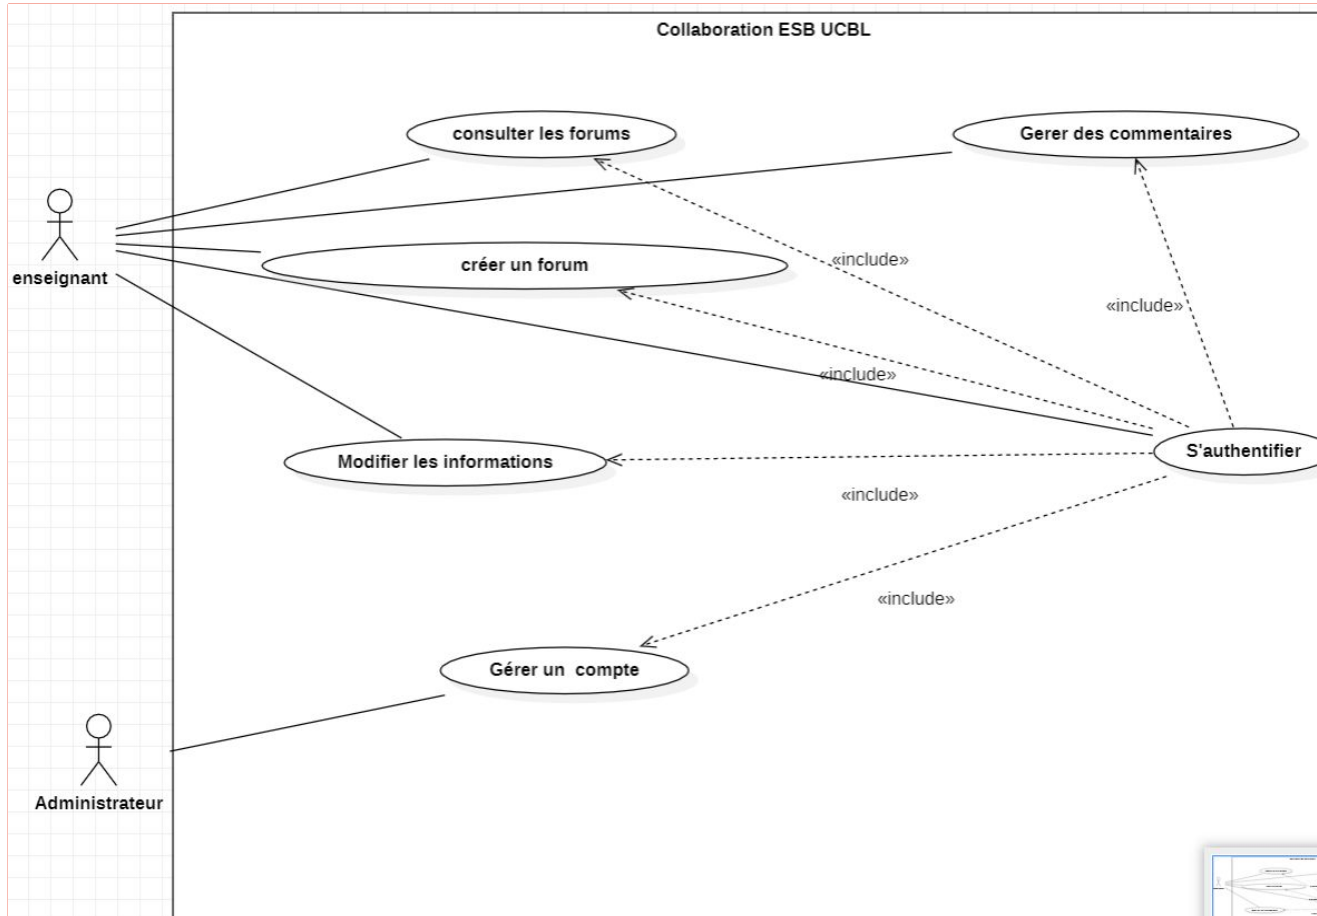 Collaboration ESB UCBL
consulter les forums
Gerer des commentaires
enseignant
créer un forum
«include»
«include»
«include»
S'authentifier
Modifier les informations
«include»
«include»
Gérer un  compte
Administrateur